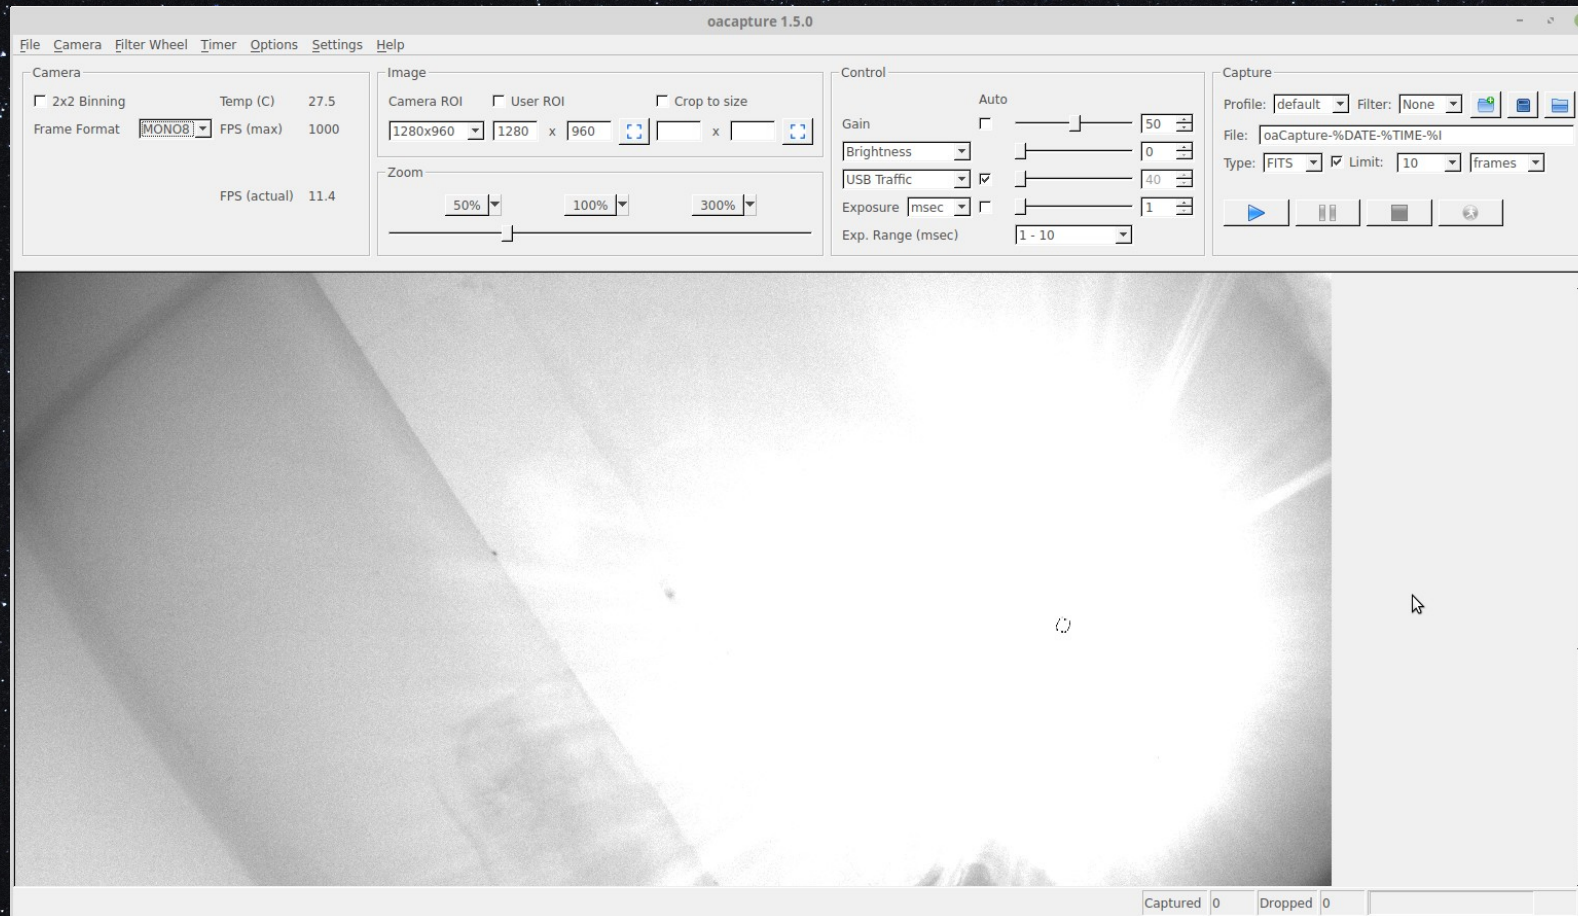 oacapture 1.5.0
File Camera Filter Wheel Timer Options Settings Help
Camera
2x2 Binning Temp (C) 27.5
Frame Format MONO8 FPS (max) 1000
FPS (actual) 11.4
Image
Camera ROI User ROI Crop to size
1280x960 1280 x 960 x
Zoom
50% 100% 300%
Control
Auto
Gain 50
Brightness 0
USB Traffic 40
Exposure msec 1
Exp. Range (msec) 1 - 10
Capture
Profile: default Filter: None
File: oaCapture-%DATE-%TIME-%I
Type: FITS Limit: 10 frames
Captured 0 Dropped 0